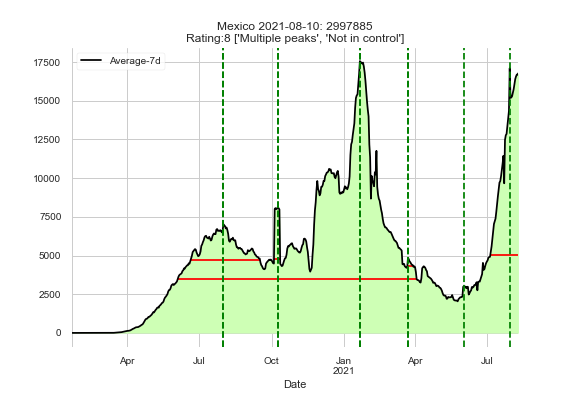 Mexico 2021-08-10: 2997885
Rating:8 ['Multiple peaks', 'Not in control']
Average-7d
17500
15000
12500
10000
7500
5000
2500
0
Apr
Jul
Oct
Jan
2021
Apr
Jul
Date